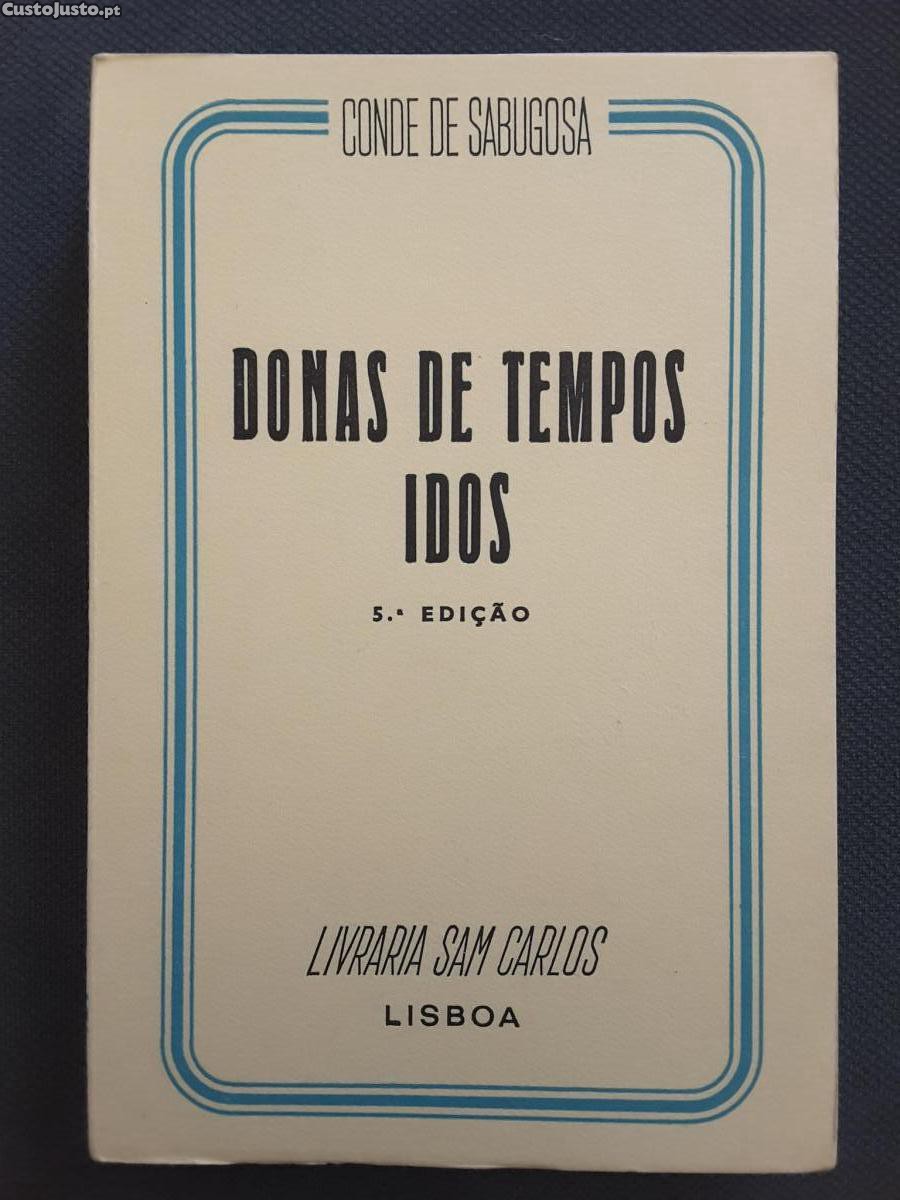 CustoJusto.pt
CONDE DE SABUGOSA
DONAS DE TEMPOS
IDOS
5.ª EDIÇÃO
LIVRARIA SAM CARLOS
LISBOA